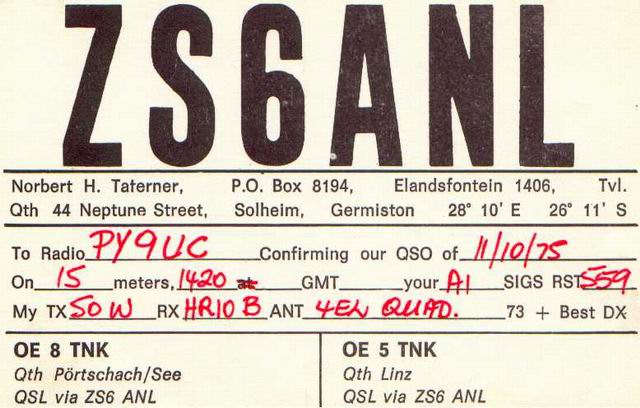 ZS6ANL
Norbert H. Taferner, P.O. Box 8194, Elandsfontein 1406, Tvl.
Qth 44 Neptune Street, Solheim, Germiston 28° 10' E 26° 11' S
To Radio PY9UC Confirming our QSO of 11/10/75
On 15 meters, 1420 at GMT your A1 SIGS RST 559
My TX 50W RX HR10B ANT 4EL QUAD. 73 + Best DX
OE 8 TNK
Qth Pörtschach/See
QSL via ZS6 ANL
OE 5 TNK
Qth Linz
QSL via ZS6 ANL